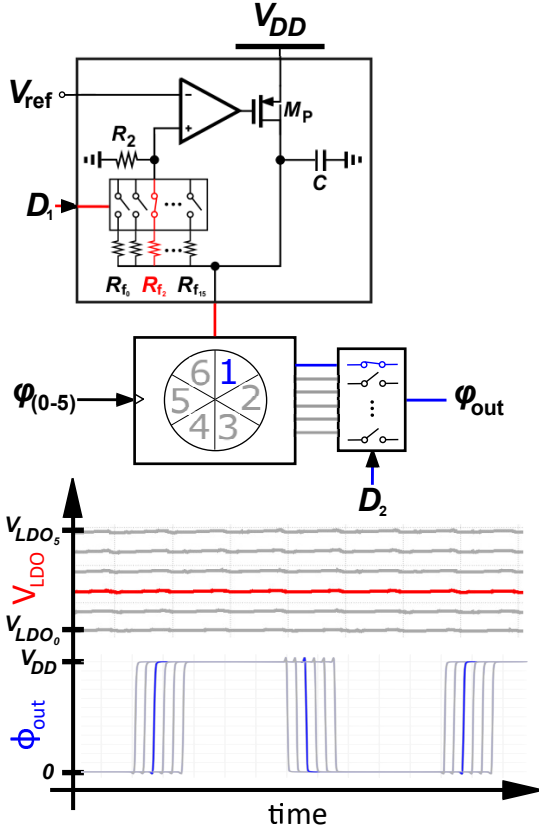 V_DD
V_ref
M_P
R_2
C
D_1
R_f0 R_f2 R_f15
φ_(0-5)
6 1
5 2
4 3
φ_out
D_2
V_LDO5
V_LDO
V_LDO0
V_DD
Φ_out
0
time